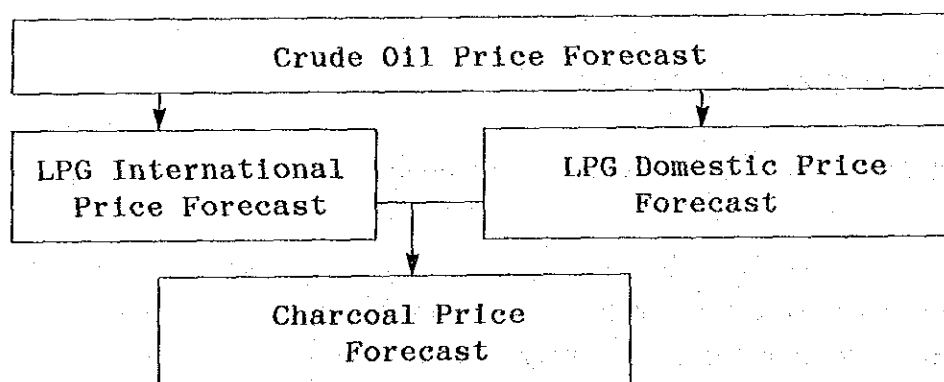 Crude Oil Price Forecast
LPG International
Price Forecast
LPG Domestic Price
Forecast
Charcoal Price
Forecast